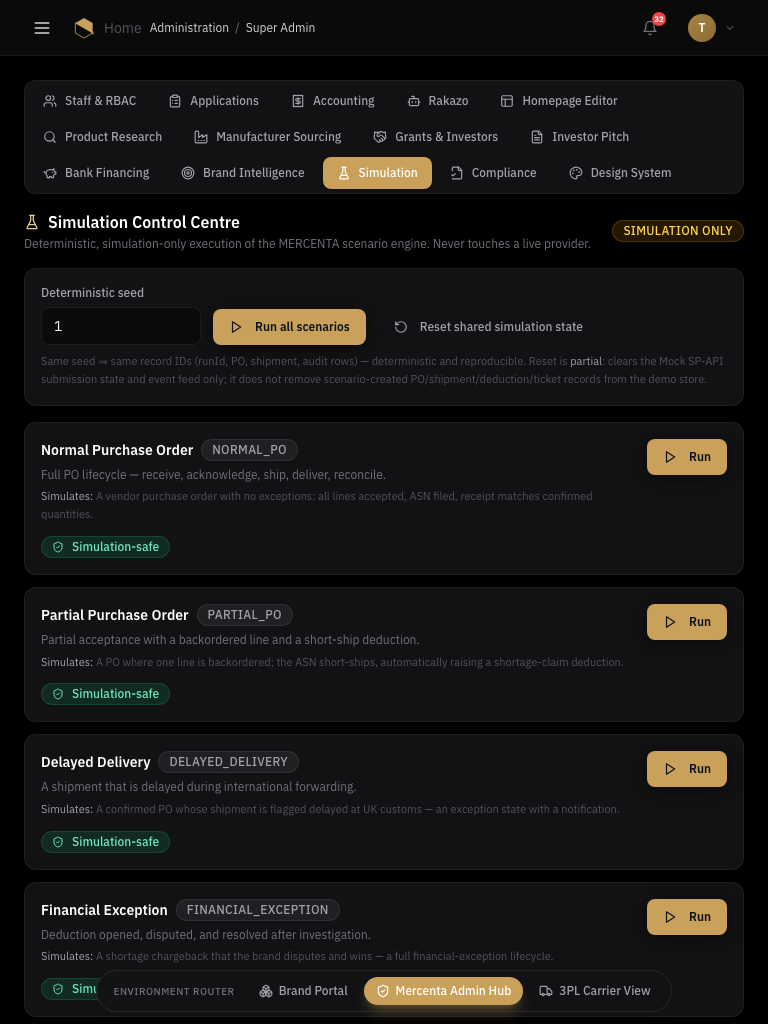 Home Administration / Super Admin
32
T
Staff & RBAC Applications Accounting Rakazo Homepage Editor
Product Research Manufacturer Sourcing Grants & Investors Investor Pitch
Bank Financing Brand Intelligence Simulation Compliance Design System
Simulation Control Centre
Deterministic, simulation-only execution of the MERCENTA scenario engine. Never touches a live provider.
SIMULATION ONLY
Deterministic seed
1
Run all scenarios
Reset shared simulation state
Same seed ⇒ same record IDs (runId, PO, shipment, audit rows) — deterministic and reproducible. Reset is partial: clears the Mock SP-API
submission state and event feed only; it does not remove scenario-created PO/shipment/deduction/ticket records from the demo store.
Normal Purchase Order NORMAL_PO
Run
Full PO lifecycle — receive, acknowledge, ship, deliver, reconcile.
Simulates: A vendor purchase order with no exceptions: all lines accepted, ASN filed, receipt matches confirmed
quantities.
Simulation-safe
Partial Purchase Order PARTIAL_PO
Run
Partial acceptance with a backordered line and a short-ship deduction.
Simulates: A PO where one line is backordered; the ASN short-ships, automatically raising a shortage-claim deduction.
Simulation-safe
Delayed Delivery DELAYED_DELIVERY
Run
A shipment that is delayed during international forwarding.
Simulates: A confirmed PO whose shipment is flagged delayed at UK customs — an exception state with a notification.
Simulation-safe
Financial Exception FINANCIAL_EXCEPTION
Run
Deduction opened, disputed, and resolved after investigation.
Simulates: A shortage chargeback that the brand disputes and wins — a full financial-exception lifecycle.
Simu
ENVIRONMENT ROUTER Brand Portal Mercenta Admin Hub 3PL Carrier View